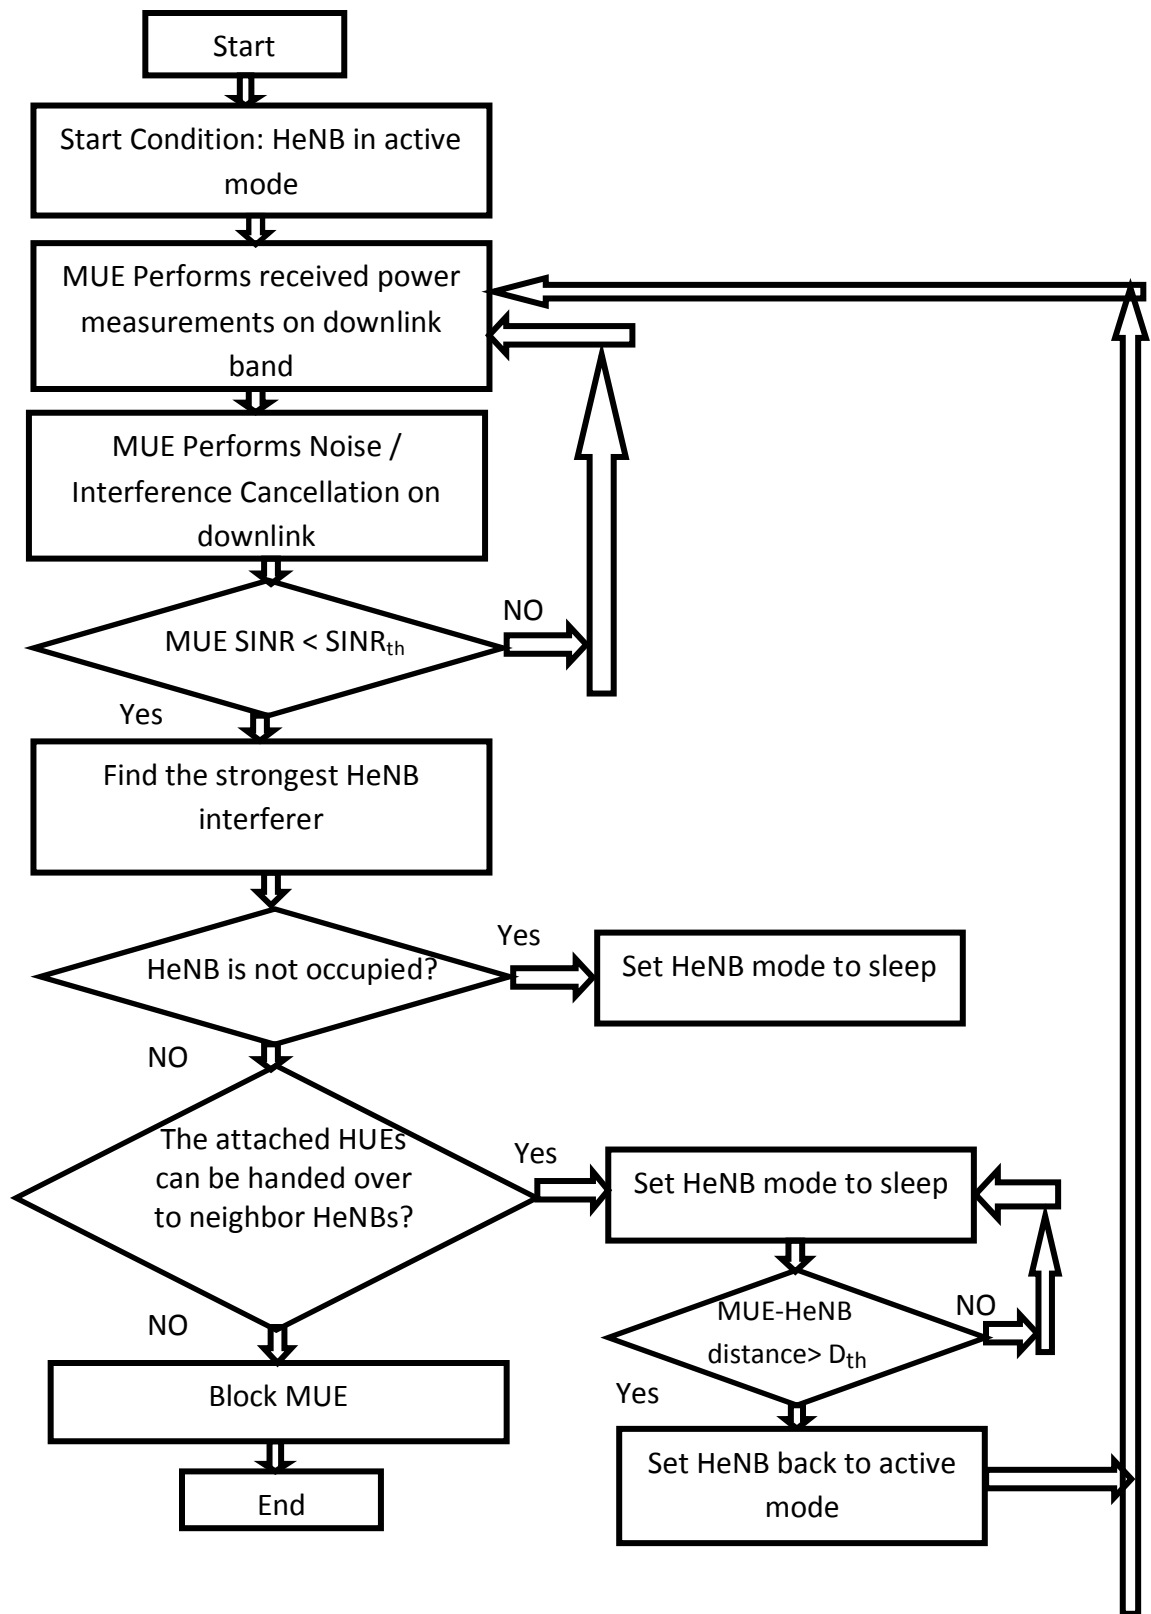 Start
Start Condition: HeNB in active
mode
MUE Performs received power
measurements on downlink
band
MUE Performs Noise /
Interference Cancellation on
downlink
NO
MUE SINR < SINRth
Yes
Find the strongest HeNB
interferer
Yes
HeNB is not occupied?
Set HeNB mode to sleep
NO
The attached HUEs
can be handed over
to neighbor HeNBs?
Yes
Set HeNB mode to sleep
NO
MUE-HeNB
distance> Dth
NO
Yes
Block MUE
Set HeNB back to active
mode
End